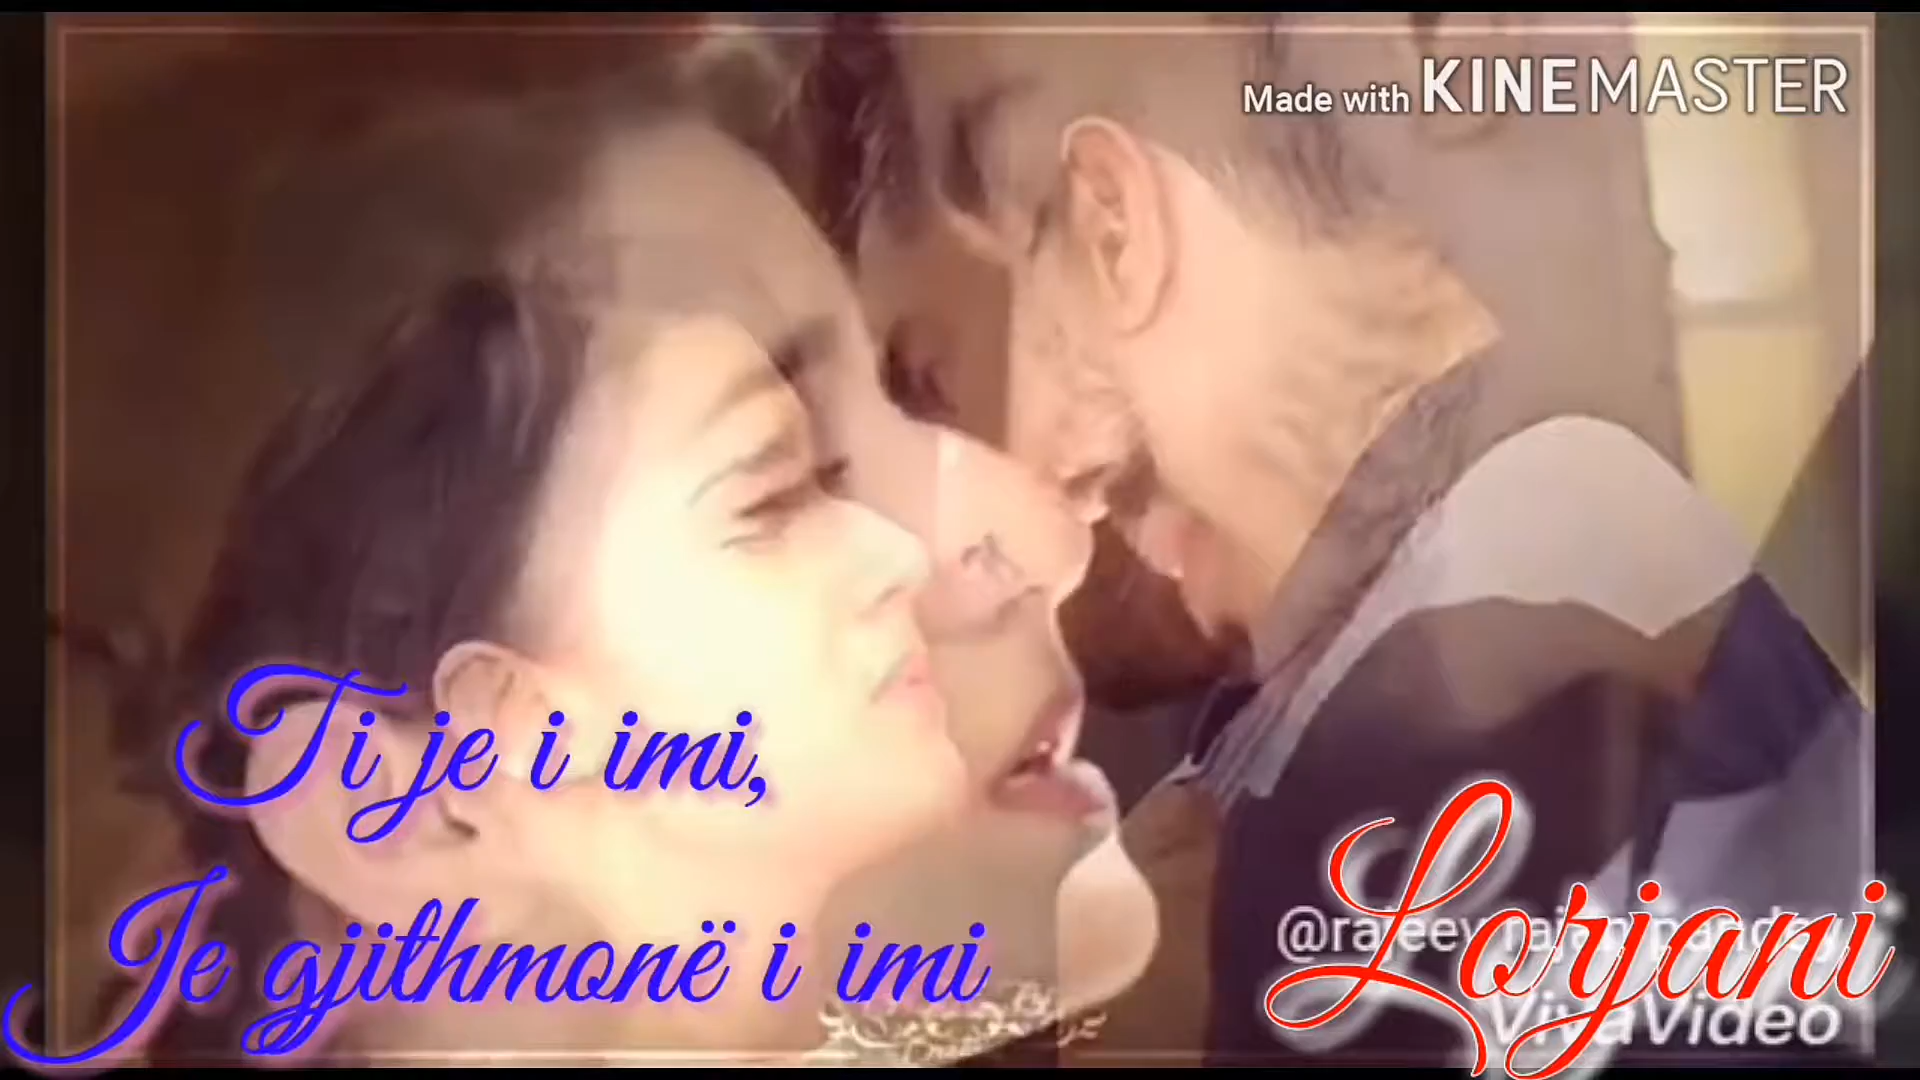 Made with KINEMASTER
Ti je i imi,
Je gjithmonë i imi
Lorjani
VivaVideo